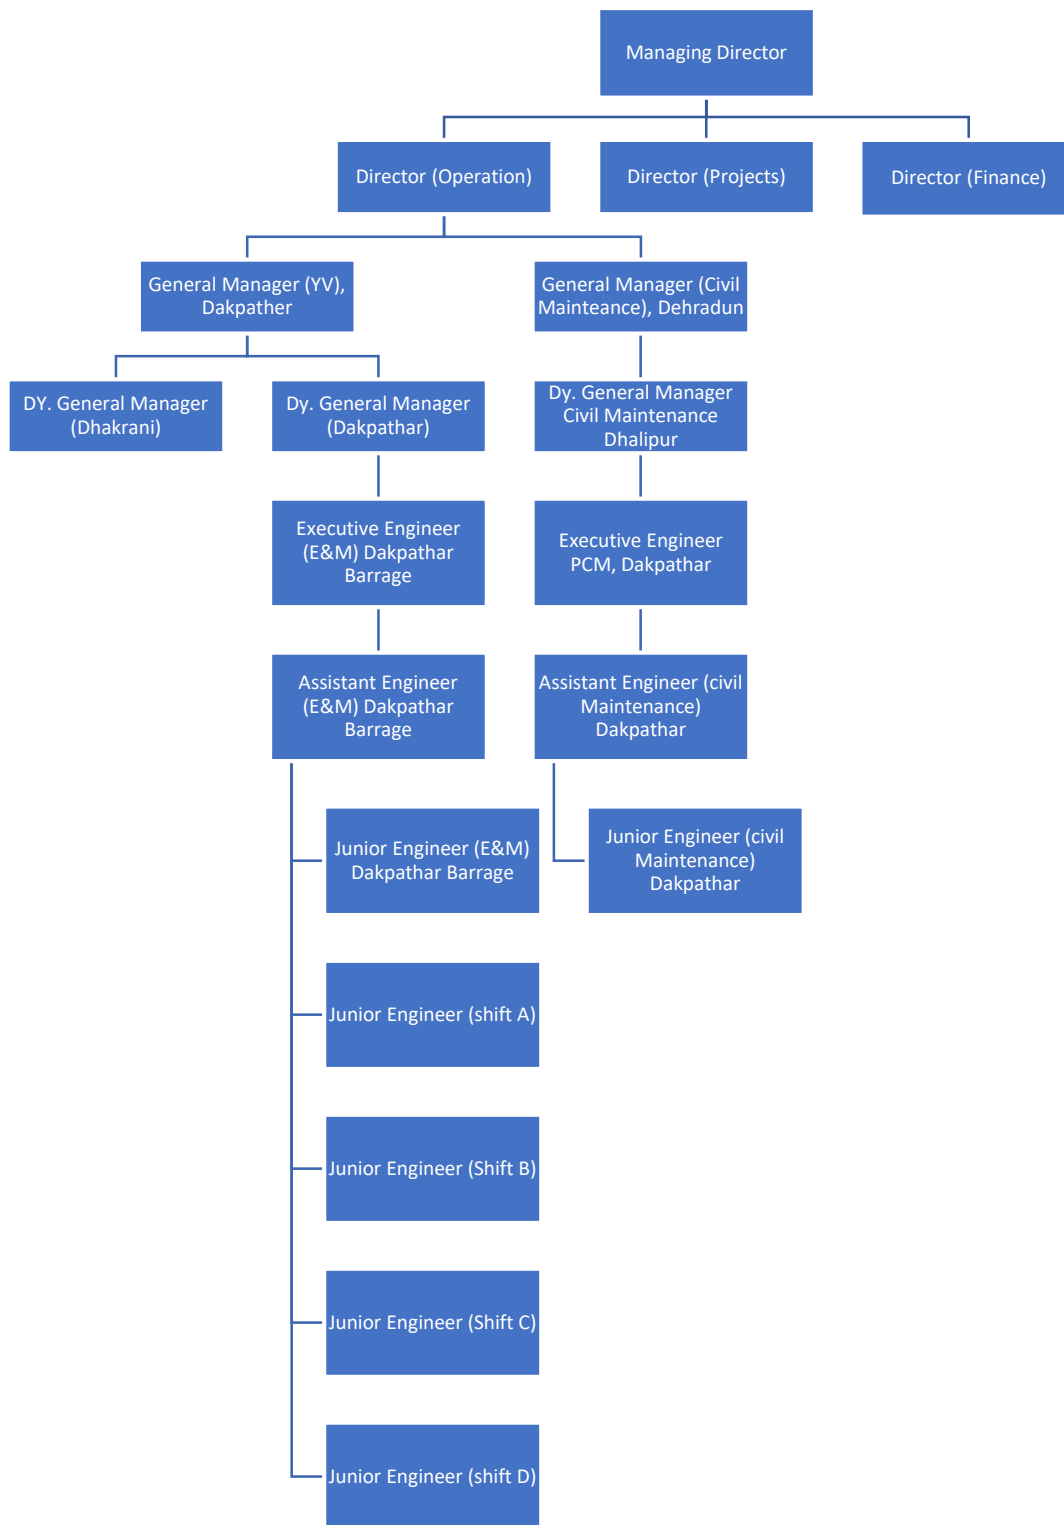 Managing Director
Director (Operation)
Director (Projects)
Director (Finance)
General Manager (YV),
Dakpather
General Manager (Civil
Mainteance), Dehradun
DY. General Manager
(Dhakrani)
Dy. General Manager
(Dakpathar)
Dy. General Manager
Civil Maintenance
Dhalipur
Executive Engineer
(E&M) Dakpathar
Barrage
Executive Engineer
PCM, Dakpathar
Assistant Engineer
(E&M) Dakpathar
Barrage
Assistant Engineer (civil
Maintenance)
Dakpathar
Junior Engineer (E&M)
Dakpathar Barrage
Junior Engineer (civil
Maintenance)
Dakpathar
Junior Engineer (shift A)
Junior Engineer (Shift B)
Junior Engineer (Shift C)
Junior Engineer (shift D)